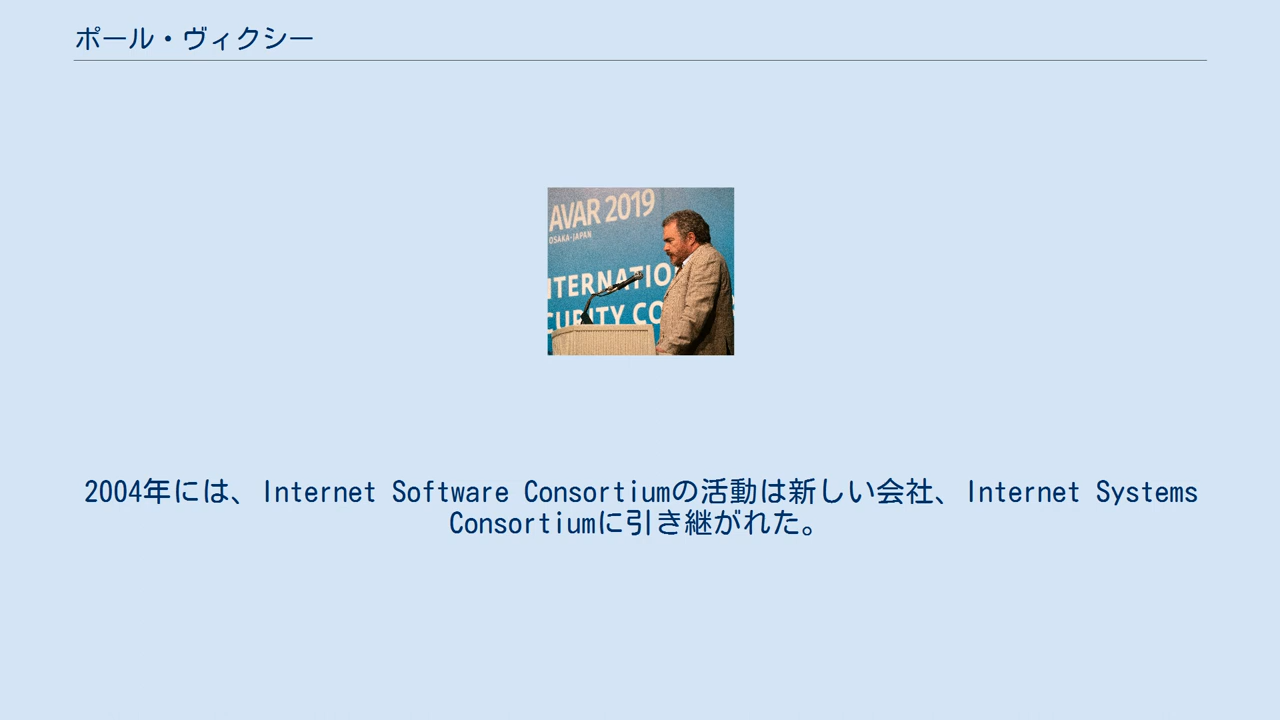 ポール・ヴィクシー
AVAR 2019
OSAKA-JAPAN
NTERNATIO
CURITY CO
2004年には、Internet Software Consortiumの活動は新しい会社、Internet Systems
Consortiumに引き継がれた。